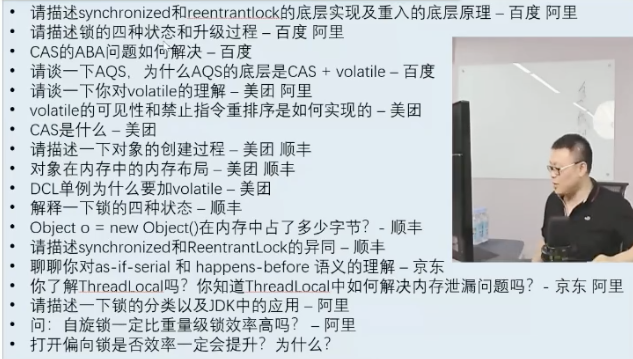 请描述synchronized和reentrantlock的底层实现及重入的底层原理 – 百度 阿里
请描述锁的四种状态和升级过程 – 百度 阿里
CAS的ABA问题如何解决 – 百度
请谈一下AQS，为什么AQS的底层是CAS + volatile – 百度
请谈一下你对volatile的理解 – 美团 阿里
volatile的可见性和禁止指令重排序是如何实现的 – 美团
CAS是什么 – 美团
请描述一下对象的创建过程 – 美团 顺丰
对象在内存中的内存布局 – 美团 顺丰
DCL单例为什么要加volatile – 美团
解释一下锁的四种状态 – 顺丰
Object o = new Object()在内存中占了多少字节？- 顺丰
请描述synchronized和ReentrantLock的异同 – 顺丰
聊聊你对as-if-serial 和 happens-before 语义的理解 – 京东
你了解ThreadLocal吗？你知道ThreadLocal中如何解决内存泄漏问题吗？- 京东 阿里
请描述一下锁的分类以及JDK中的应用 – 阿里
问：自旋锁一定比重量级锁效率高吗？ – 阿里
打开偏向锁是否效率一定会提升？为什么？